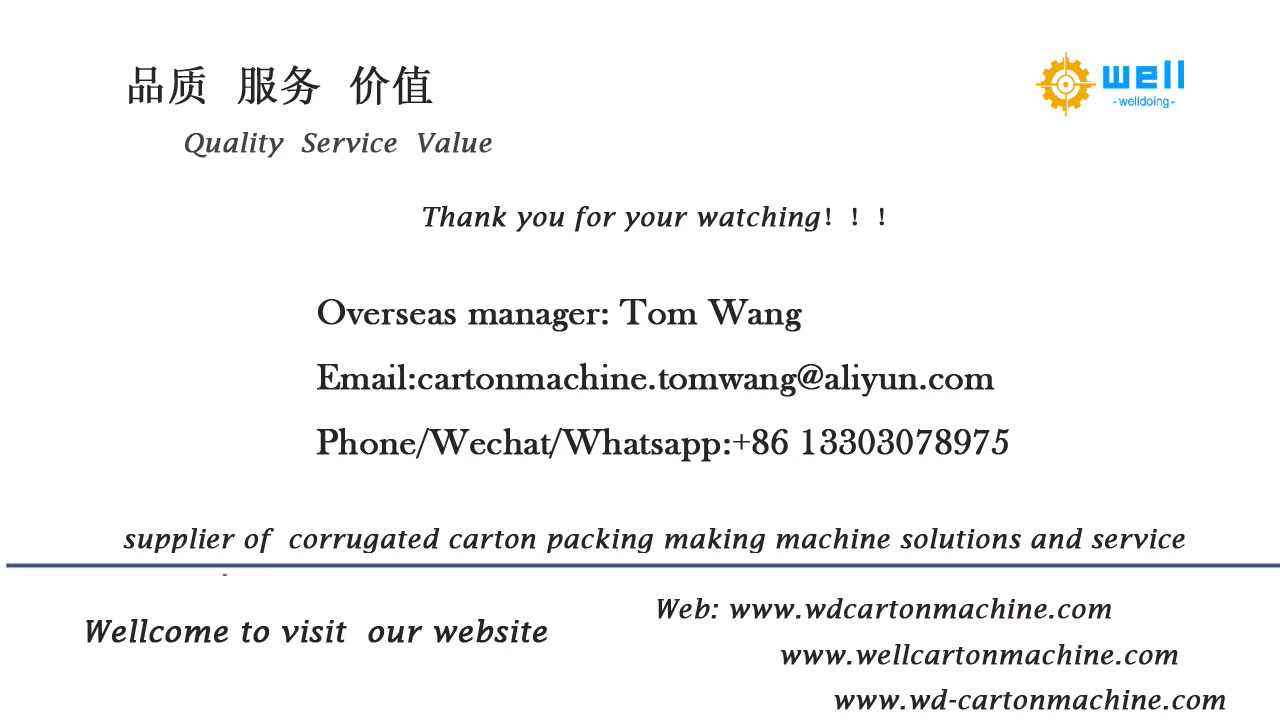 品质 服务 价值
well
-welldoing-
Quality Service Value
Thank you for your watching！！！
Overseas manager: Tom Wang
Email:cartonmachine.tomwang@aliyun.com
Phone/Wechat/Whatsapp:+86 13303078975
supplier of corrugated carton packing making machine solutions and service
Wellcome to visit our website
Web: www.wdcartonmachine.com
www.wellcartonmachine.com
www.wd-cartonmachine.com